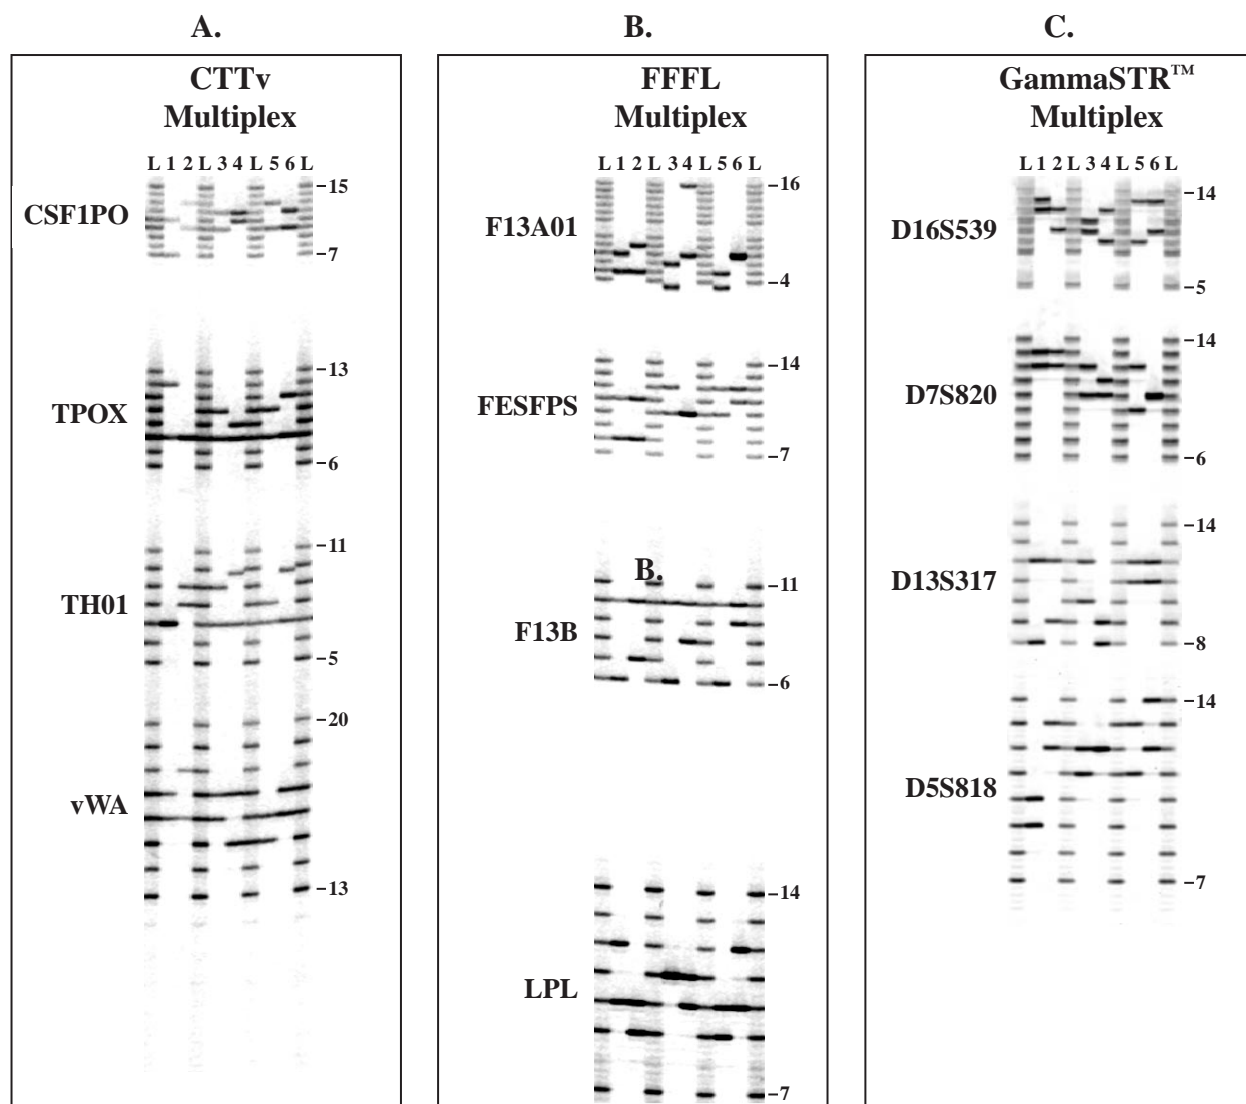 A.
CTTv
Multiplex
L 1 2 L 3 4 L 5 6 L
CSF1PO
–15
–7
TPOX
–13
–6
TH01
–11
–5
vWA
–20
–13
B.
FFFL
Multiplex
L 1 2 L 3 4 L 5 6 L
F13A01
–16
–4
FESFPS
–14
–7
B.
F13B
–11
–6
LPL
–14
–7
C.
GammaSTR™
Multiplex
L 1 2 L 3 4 L 5 6 L
D16S539
–14
–5
D7S820
–14
–6
D13S317
–14
–8
D5S818
–14
–7